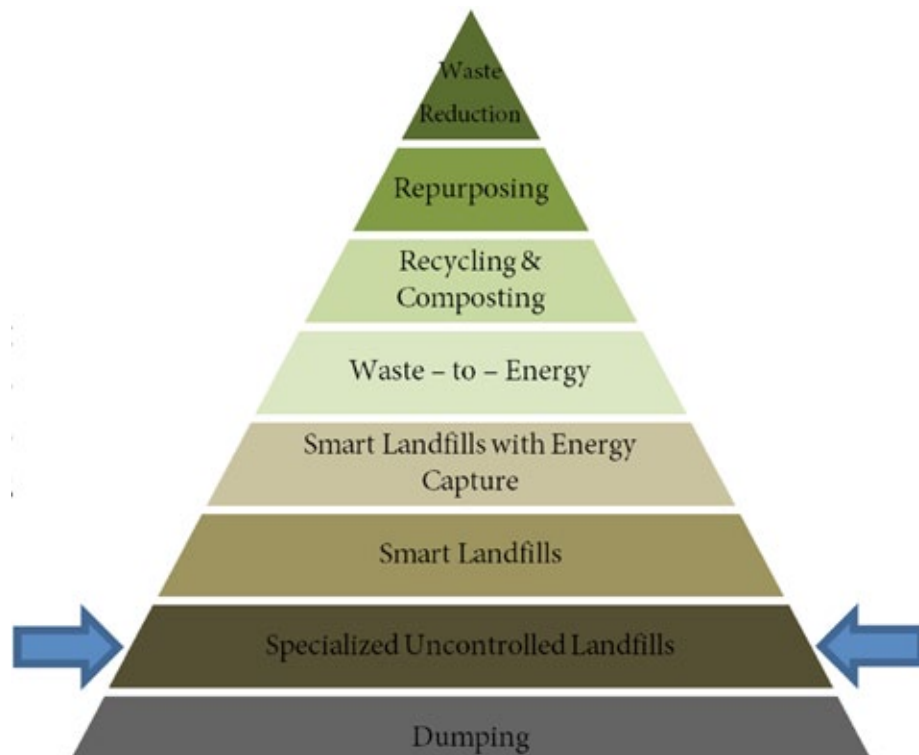 Waste
Reduction
Repurposing
Recycling &
Composting
Waste – to – Energy
Smart Landfills with Energy
Capture
Smart Landfills
Specialized Uncontrolled Landfills
Dumping